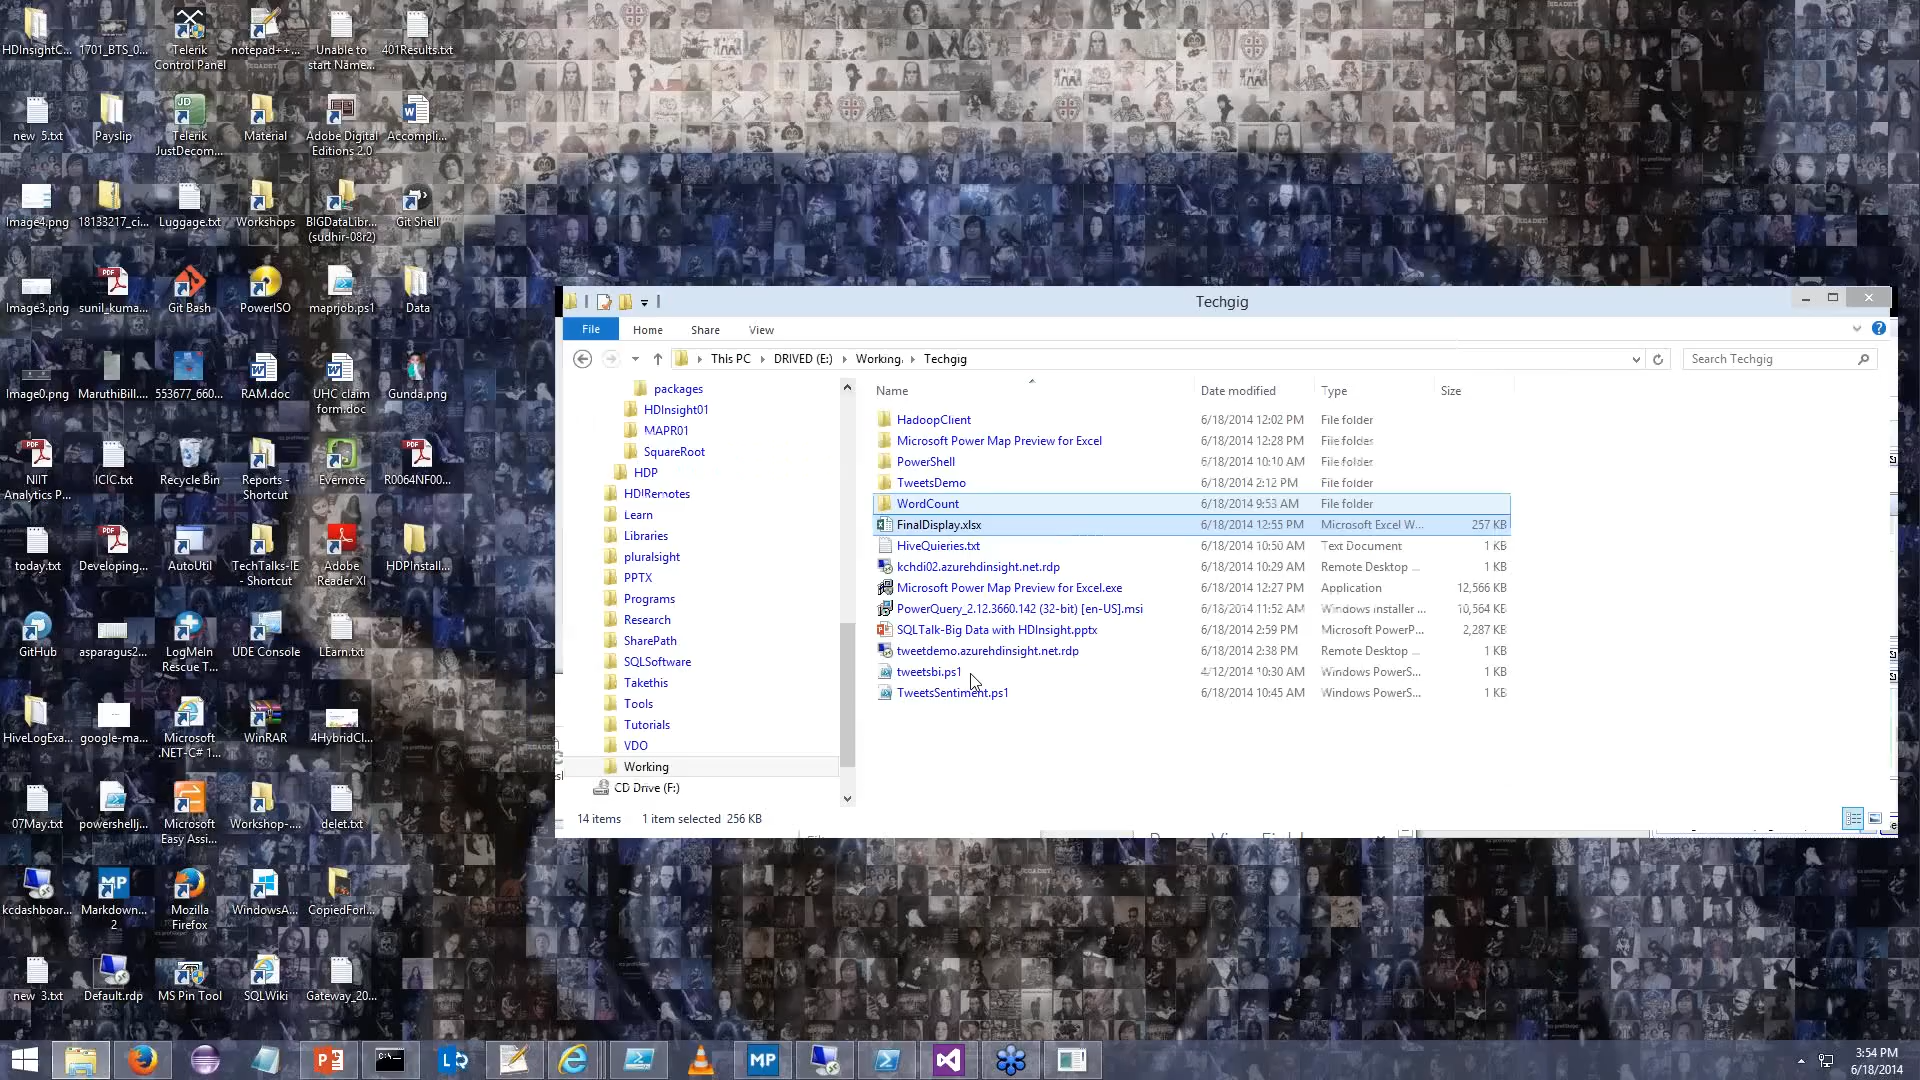 HDInsightC...
1701_BTS_0...
Telerik
Control Panel
notepad++...
Unable to
start Name...
401Results.txt
new 5.txt
Payslip
Telerik
JustDecom...
Material
Adobe Digital
Editions 2.0
Accompli...
Image4.png
18133217_ci...
Luggage.txt
Workshops
BIGDataLibr...
(sudhir-08r2)
Git Shell
Image3.png
sunil_kuma...
Git Bash
PowerISO
maprjob.ps1
Data
Image0.png
MaruthiBill....
553677_660...
RAM.doc
UHC claim
form.doc
Gunda.png
NIIT
Analytics P...
ICIC.txt
Recycle Bin
Reports -
Shortcut
Evernote
R0064NF00...
today.txt
Developing...
AutoUtil
TechTalks-IE
- Shortcut
Adobe
Reader XI
HDPInstall...
GitHub
asparagus2...
LogMeIn
Rescue T...
UDE Console
LEarn.txt
HiveLogExa...
google-ma...
Microsoft
.NET-C# 1...
WinRAR
4HybridCl...
07May.txt
powershellj...
Microsoft
Easy Assi...
Workshop-...
delet.txt
kcdashboar...
Markdown...
2
Mozilla
Firefox
WindowsA...
CopiedForl...
new 3.txt
Default.rdp
MS Pin Tool
SQLWiki
Gateway_20...
Techgig
File Home Share View
This PC DRIVED (E:) Working Techgig
Search Techgig
packages
HDInsight01
MAPR01
SquareRoot
HDP
HDIRemotes
Learn
Libraries
pluralsight
PPTX
Programs
Research
SharePath
SQLSoftware
Takethis
Tools
Tutorials
VDO
Working
CD Drive (F:)
Name Date modified Type Size
HadoopClient 6/18/2014 12:02 PM File folder
Microsoft Power Map Preview for Excel 6/18/2014 12:28 PM File folder
PowerShell 6/18/2014 10:10 AM File folder
TweetsDemo 6/18/2014 2:12 PM File folder
WordCount 6/18/2014 9:53 AM File folder
FinalDisplay.xlsx 6/18/2014 12:55 PM Microsoft Excel W... 257 KB
HiveQuieries.txt 6/18/2014 10:50 AM Text Document 1 KB
kchdi02.azurehdinsight.net.rdp 6/18/2014 10:29 AM Remote Desktop ... 1 KB
Microsoft Power Map Preview for Excel.exe 6/18/2014 12:27 PM Application 12,566 KB
PowerQuery_2.12.3660.142 (32-bit) [en-US].msi 6/18/2014 11:52 AM Windows Installer ... 10,564 KB
SQLTalk-Big Data with HDInsight.pptx 6/18/2014 2:59 PM Microsoft PowerP... 2,287 KB
tweetdemo.azurehdinsight.net.rdp 6/18/2014 2:38 PM Remote Desktop ... 1 KB
tweetsbi.ps1 4/12/2014 10:30 AM Windows PowerS... 1 KB
TweetsSentiment.ps1 6/18/2014 10:45 AM Windows PowerS... 1 KB
14 items 1 item selected 256 KB
3:54 PM
6/18/2014